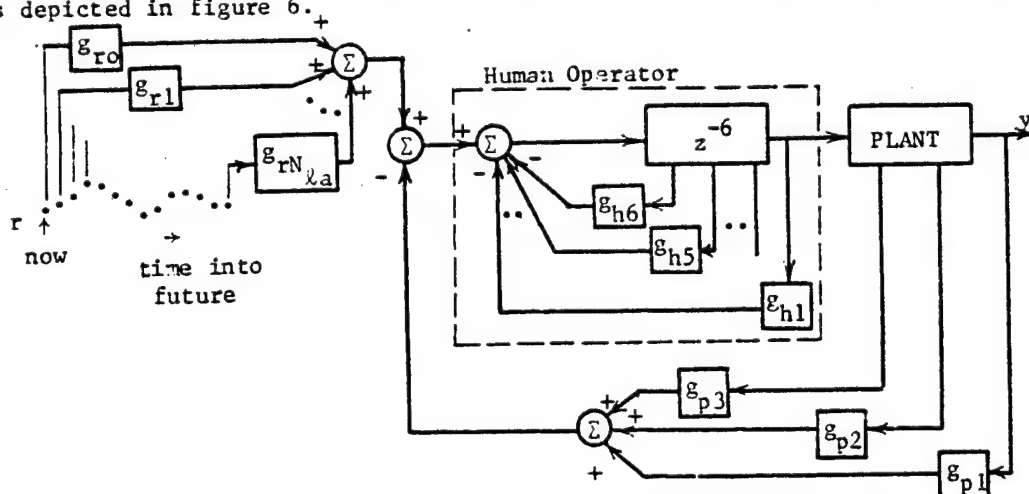 s depicted in figure 6.
+
g_ro
+
Σ
g_r1
+
...
g_rN_ℓa
r
now
time into
future
+
Σ
-
Human Operator
+
Σ
-
-
..
z^-6
g_h6
..
g_h5
g_h1
PLANT
y
g_p3
+
+
Σ
g_p2
+
g_p1